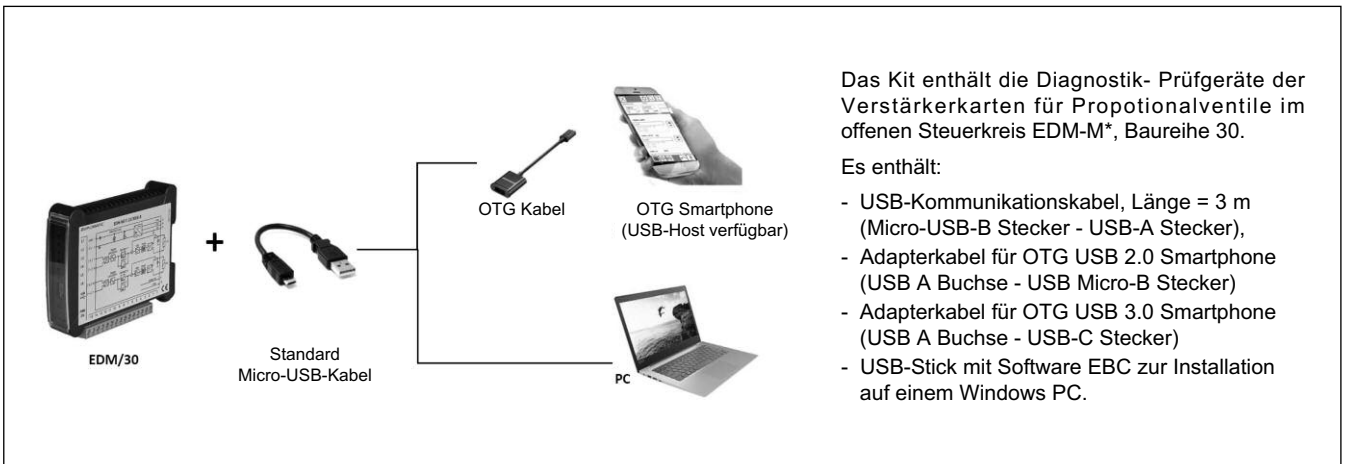 OTG Kabel
OTG Smartphone
(USB-Host verfügbar)
+
EDM/30
Standard
Micro-USB-Kabel
PC
Das Kit enthält die Diagnostik- Prüfgeräte der
Verstärkerkarten für Propotionalventile im
offenen Steuerkreis EDM-M*, Baureihe 30.
Es enthält:
- USB-Kommunikationskabel, Länge = 3 m
(Micro-USB-B Stecker - USB-A Stecker),
- Adapterkabel für OTG USB 2.0 Smartphone
(USB A Buchse - USB Micro-B Stecker)
- Adapterkabel für OTG USB 3.0 Smartphone
(USB A Buchse - USB-C Stecker)
- USB-Stick mit Software EBC zur Installation
auf einem Windows PC.